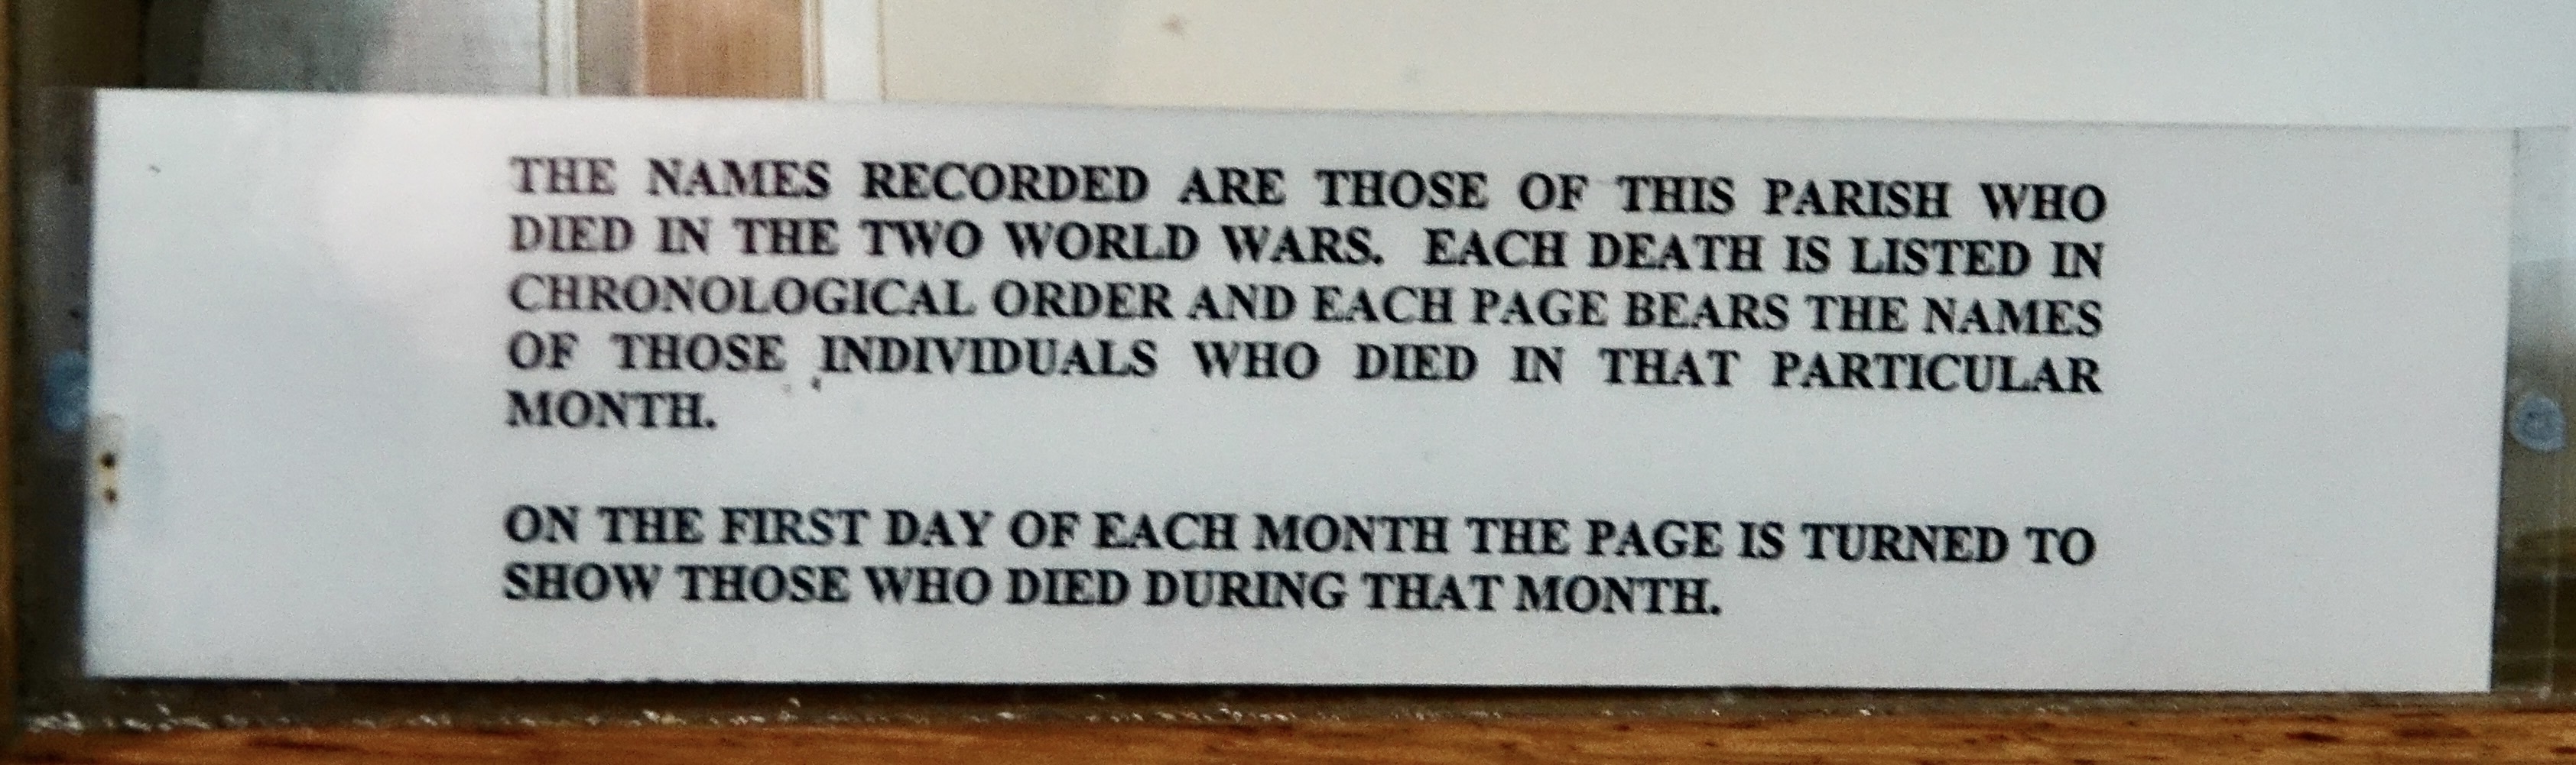 THE NAMES RECORDED ARE THOSE OF THIS PARISH WHO
DIED IN THE TWO WORLD WARS. EACH DEATH IS LISTED IN
CHRONOLOGICAL ORDER AND EACH PAGE BEARS THE NAMES
OF THOSE INDIVIDUALS WHO DIED IN THAT PARTICULAR
MONTH.
ON THE FIRST DAY OF EACH MONTH THE PAGE IS TURNED TO
SHOW THOSE WHO DIED DURING THAT MONTH.